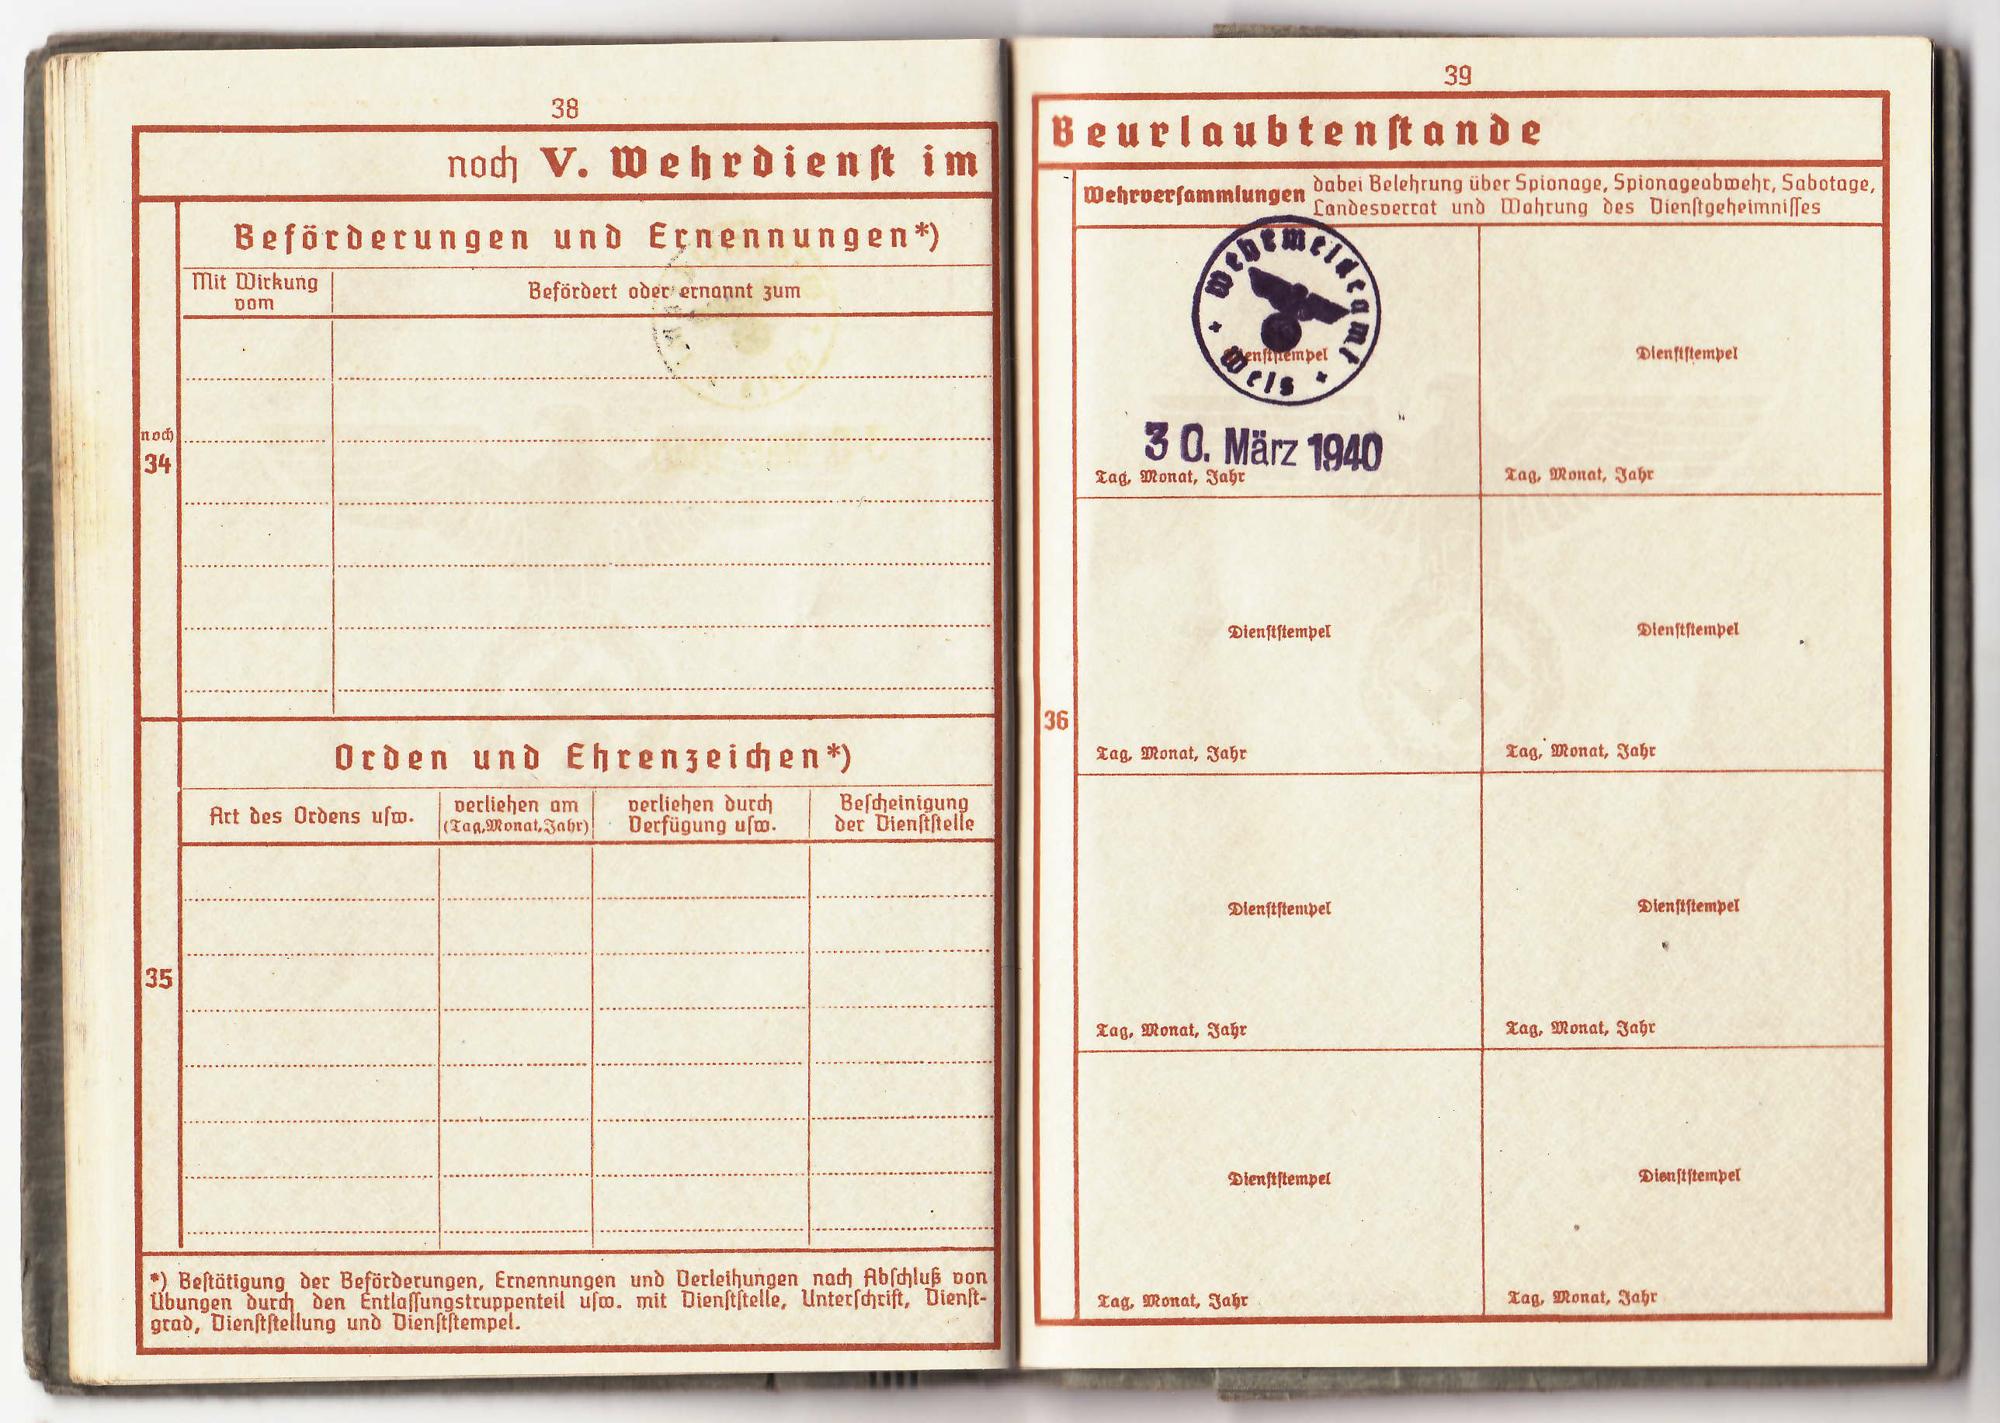 38
noch V. Wehrdienst im
Beförderungen und Ernennungen*)
Mit Wirkung
vom
Befördert oder ernannt zum
noch
34
Orden und Ehrenzeichen*)
Art des Ordens usw.
verliehen am
(Tag, Monat, Jahr)
verliehen durch
Verfügung usw.
Bescheinigung
der Dienststelle
35
*) Bestätigung der Beförderungen, Ernennungen und Verleihungen nach Abschluß von
Übungen durch den Entlassungstruppenteil usw. mit Dienststelle, Unterschrift, Dienst-
grad, Dienststellung und Dienststempel.
39
Beurlaubtenstande
Wehrversammlungen dabei Belehrung über Spionage, Spionageabwehr, Sabotage,
Landesverrat und Wahrung des Dienstgeheimnisses
Wehrmeldeamt
Wels
Dienststempel
30. März 1940
Tag, Monat, Jahr
Dienststempel
Tag, Monat, Jahr
36
Dienststempel
Tag, Monat, Jahr
Dienststempel
Tag, Monat, Jahr
Dienststempel
Tag, Monat, Jahr
Dienststempel
Tag, Monat, Jahr
Dienststempel
Tag, Monat, Jahr
Dienststempel
Tag, Monat, Jahr